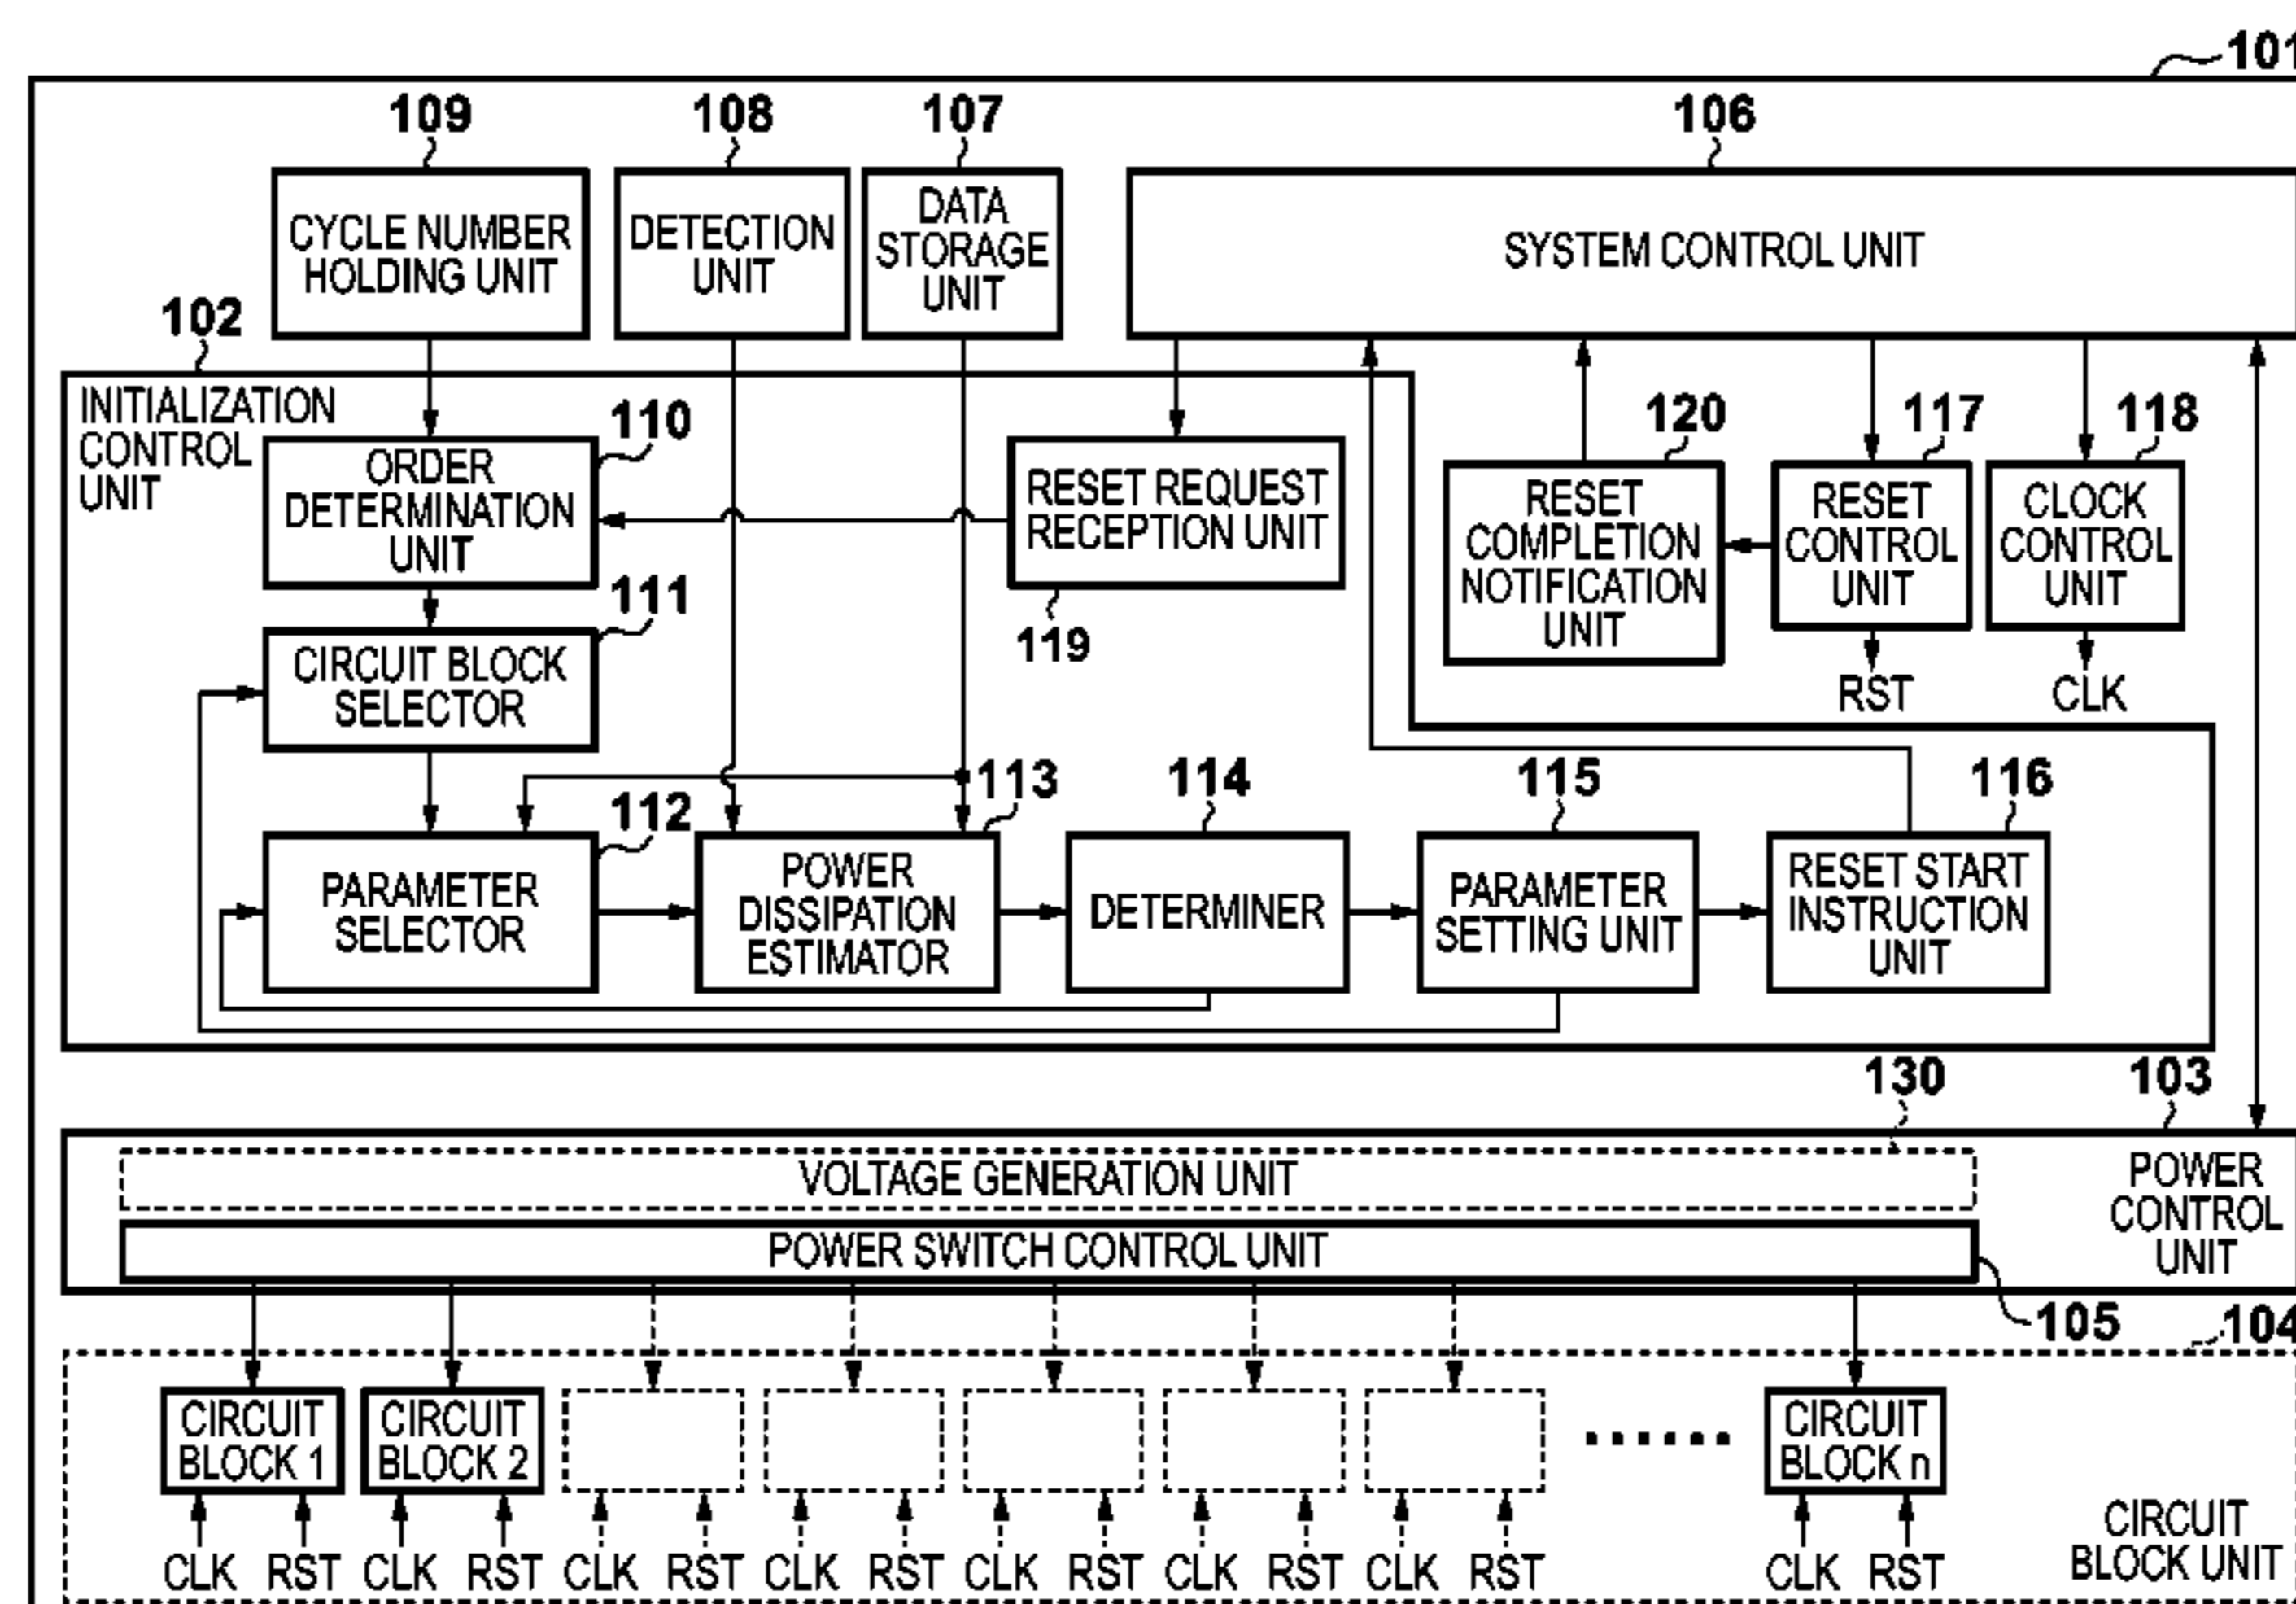 101
109
108
107
106
CYCLE NUMBER
HOLDING UNIT
DETECTION
UNIT
DATA
STORAGE
UNIT
SYSTEM CONTROL UNIT
102
INITIALIZATION
CONTROL
UNIT
110
ORDER
DETERMINATION
UNIT
RESET REQUEST
RECEPTION UNIT
119
120
117
118
RESET
COMPLETION
NOTIFICATION
UNIT
RESET
CONTROL
UNIT
CLOCK
CONTROL
UNIT
RST
CLK
111
CIRCUIT BLOCK
SELECTOR
112
113
114
115
116
PARAMETER
SELECTOR
POWER
DISSIPATION
ESTIMATOR
DETERMINER
PARAMETER
SETTING UNIT
RESET START
INSTRUCTION
UNIT
130
103
VOLTAGE GENERATION UNIT
POWER
CONTROL
UNIT
POWER SWITCH CONTROL UNIT
105
104
CIRCUIT
BLOCK 1
CIRCUIT
BLOCK 2
CIRCUIT
BLOCK n
CLK RST CLK RST CLK RST CLK RST CLK RST CLK RST CLK RST CLK RST
CIRCUIT
BLOCK UNIT